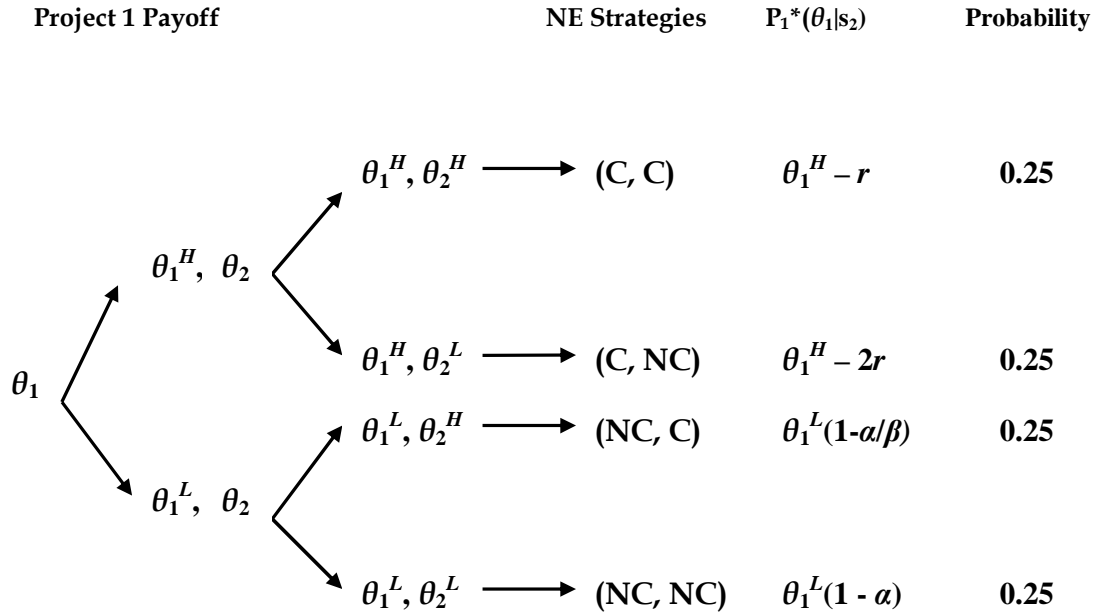 Project 1 Payoff NE Strategies P₁*(θ₁|s₂) Probability
θ₁ᴴ, θ₂ᴴ (C, C) θ₁ᴴ – r 0.25
θ₁ᴴ, θ₂
θ₁ᴴ, θ₂ᴸ (C, NC) θ₁ᴴ – 2r 0.25
θ₁
θ₁ᴸ, θ₂ᴴ (NC, C) θ₁ᴸ(1-α/β) 0.25
θ₁ᴸ, θ₂
θ₁ᴸ, θ₂ᴸ (NC, NC) θ₁ᴸ(1 - α) 0.25